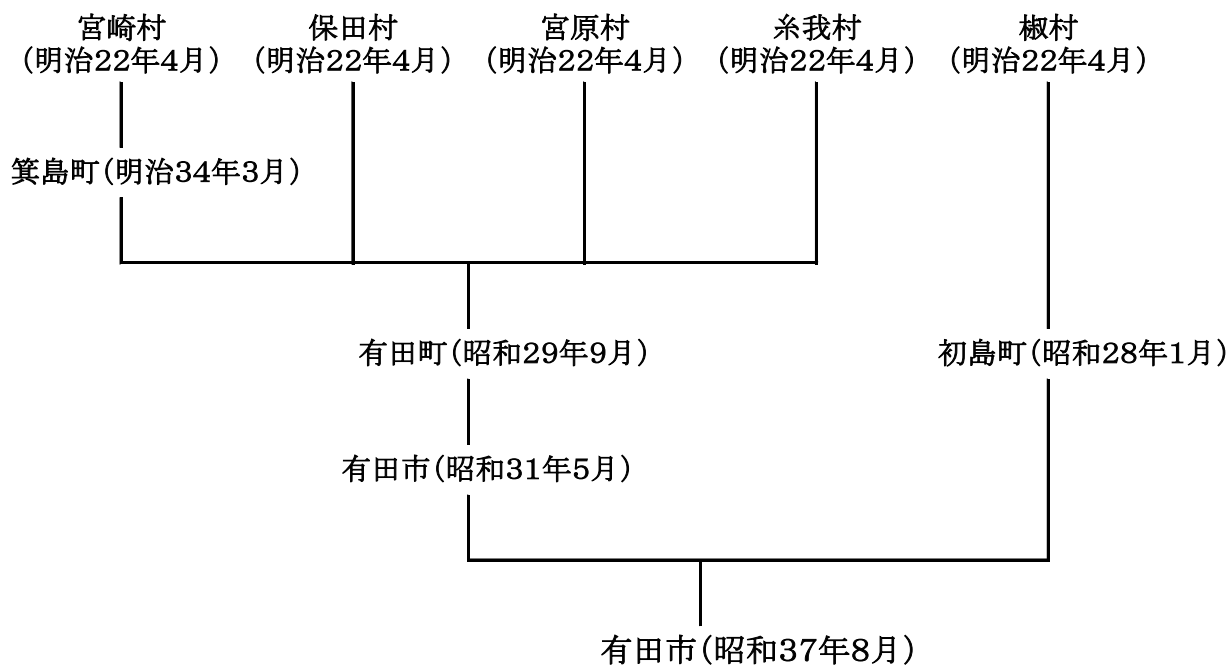 宮崎村
(明治22年4月)
保田村
(明治22年4月)
宮原村
(明治22年4月)
糸我村
(明治22年4月)
椒村
(明治22年4月)
箕島町(明治34年3月)
有田町(昭和29年9月)
初島町(昭和28年1月)
有田市(昭和31年5月)
有田市(昭和37年8月)